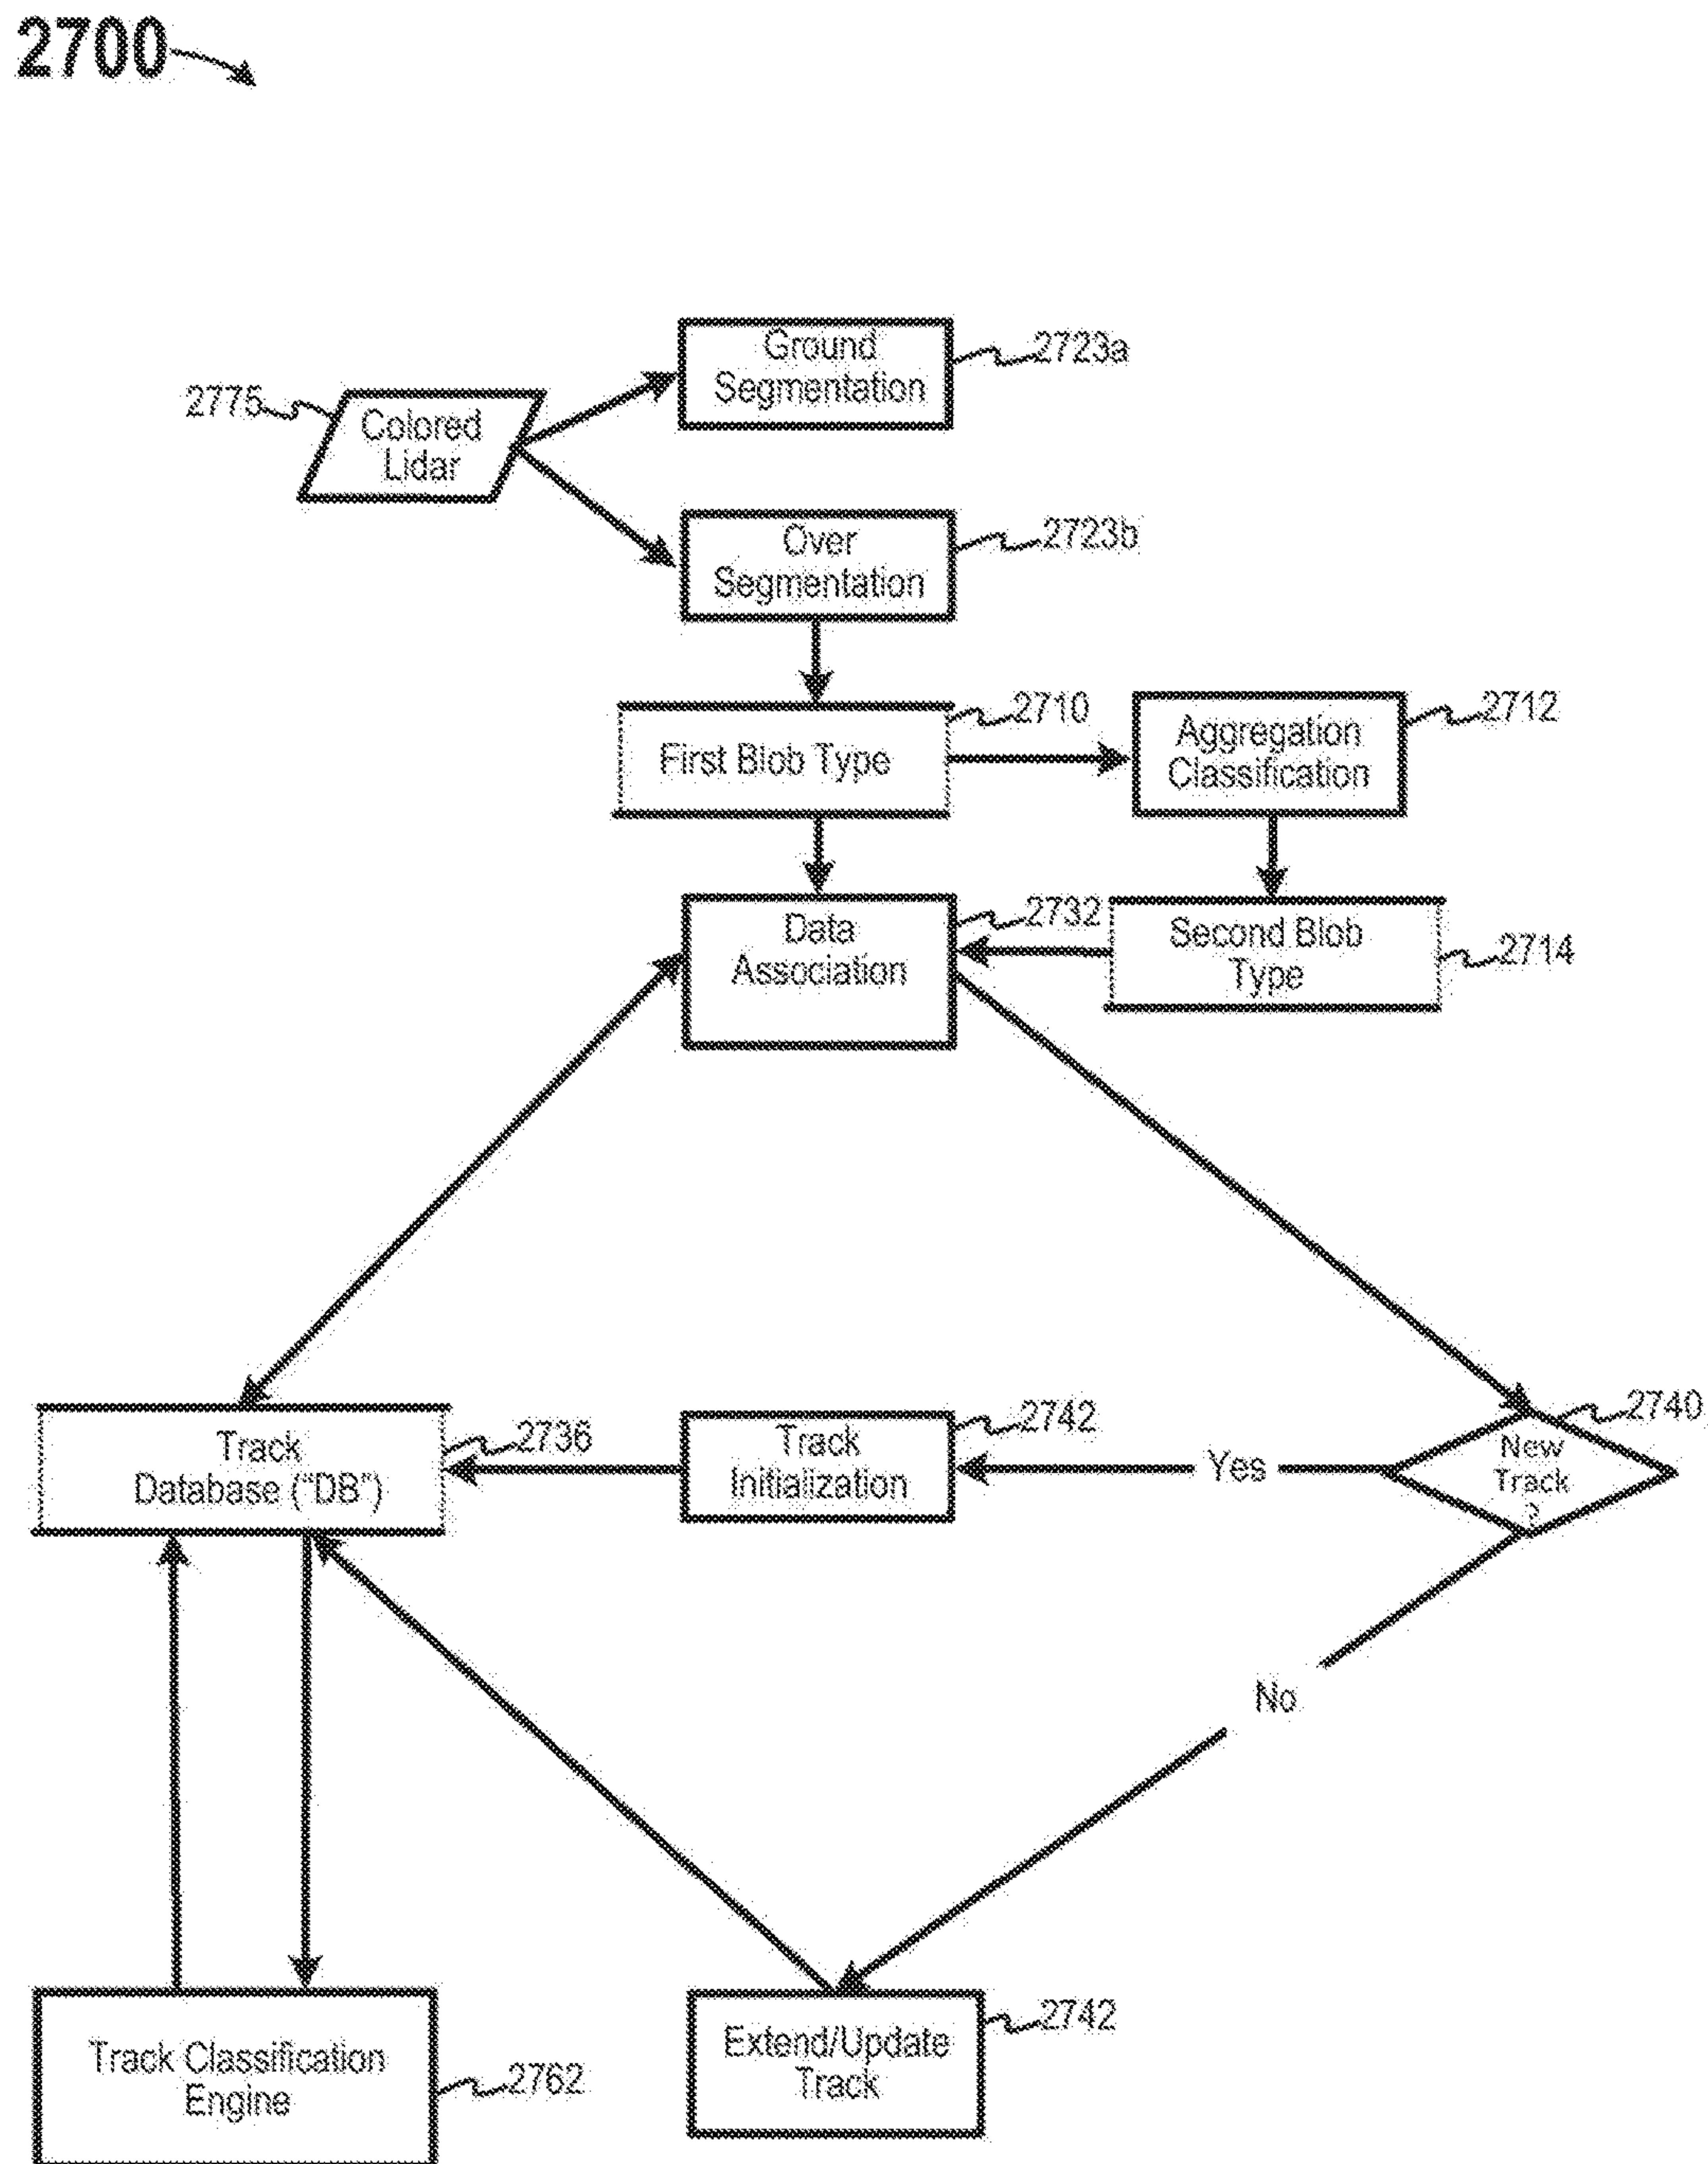 2700
Ground
Segmentation
2723a
2775
Colored
Lidar
Over
Segmentation
2723b
First Blob Type
2710
Aggregation
Classification
2712
Data
Association
2732
Second Blob
Type
2714
Track
Database ("DB")
2736
Track
Initialization
2742
Yes
New
Track
?
2740
No
Track Classification
Engine
2762
Extend/Update
Track
2742